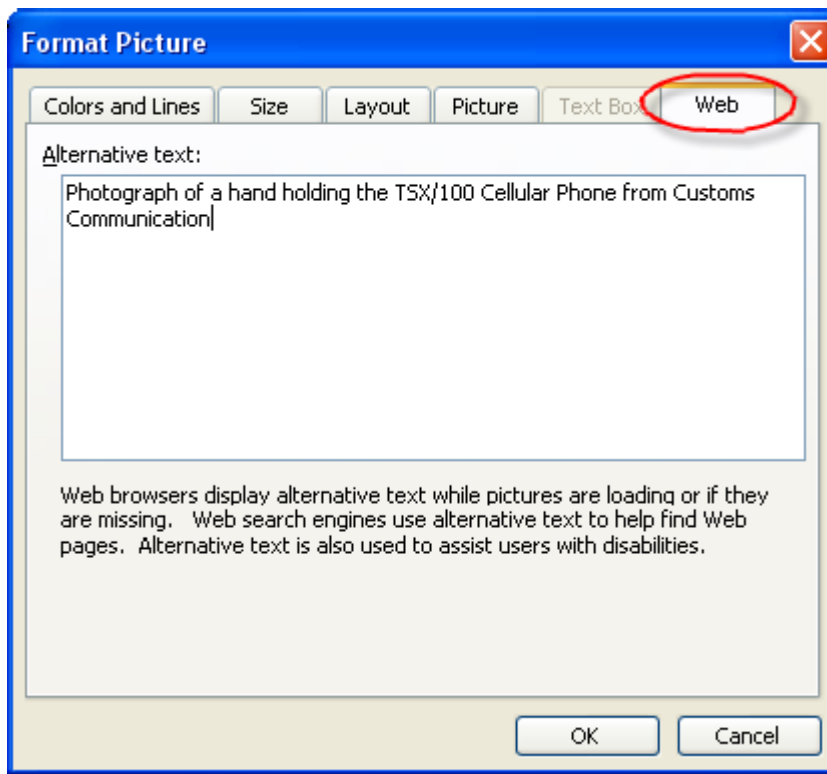 Format Picture
Colors and Lines Size Layout Picture Text Box Web
Alternative text:
Photograph of a hand holding the TSX/100 Cellular Phone from Customs
Communication
Web browsers display alternative text while pictures are loading or if they
are missing. Web search engines use alternative text to help find Web
pages. Alternative text is also used to assist users with disabilities.
OK Cancel